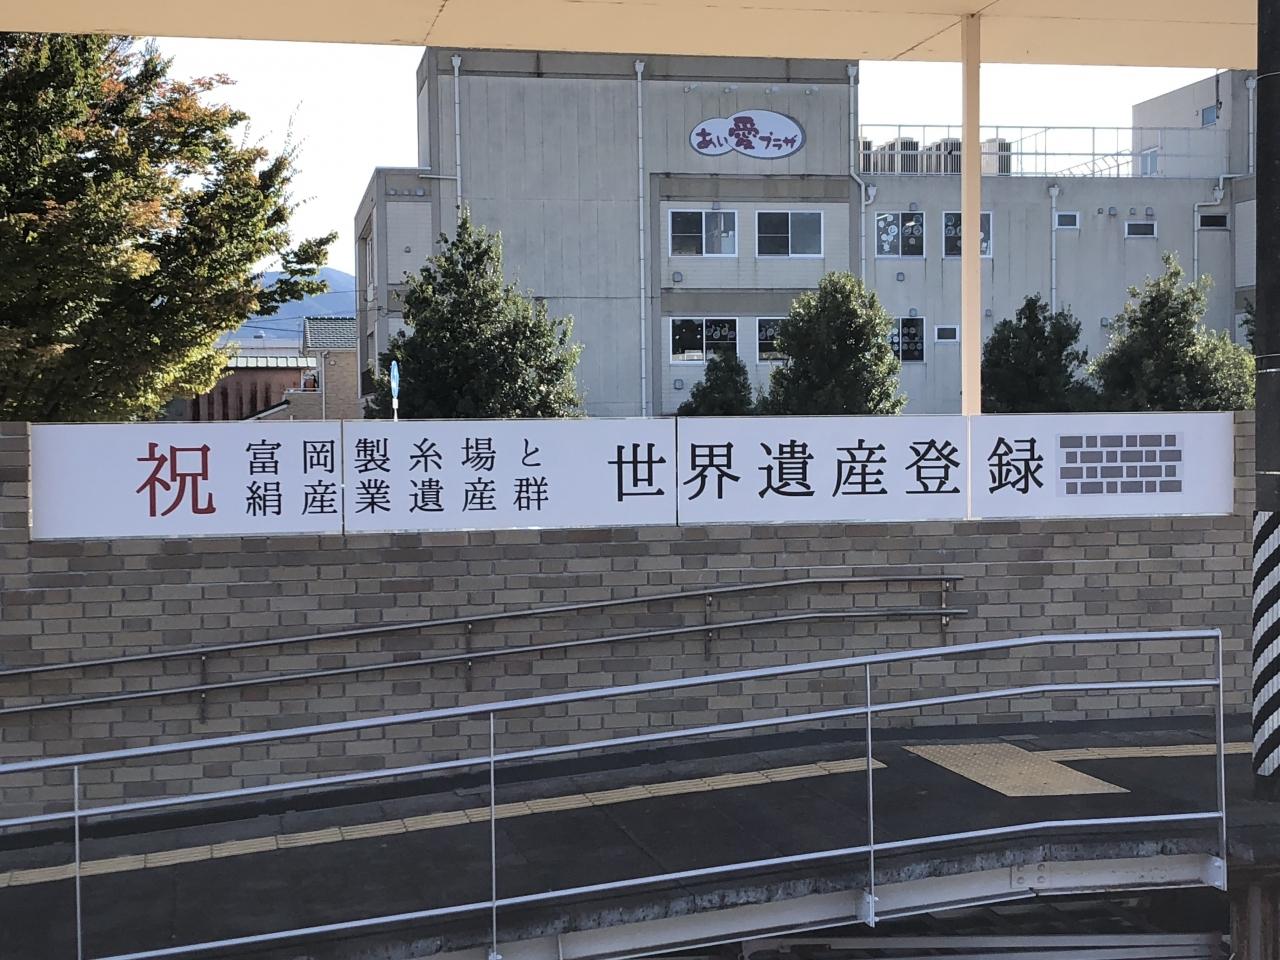 あい愛プラザ
祝
富岡製糸場と
絹産業遺産群
世界遺産登録